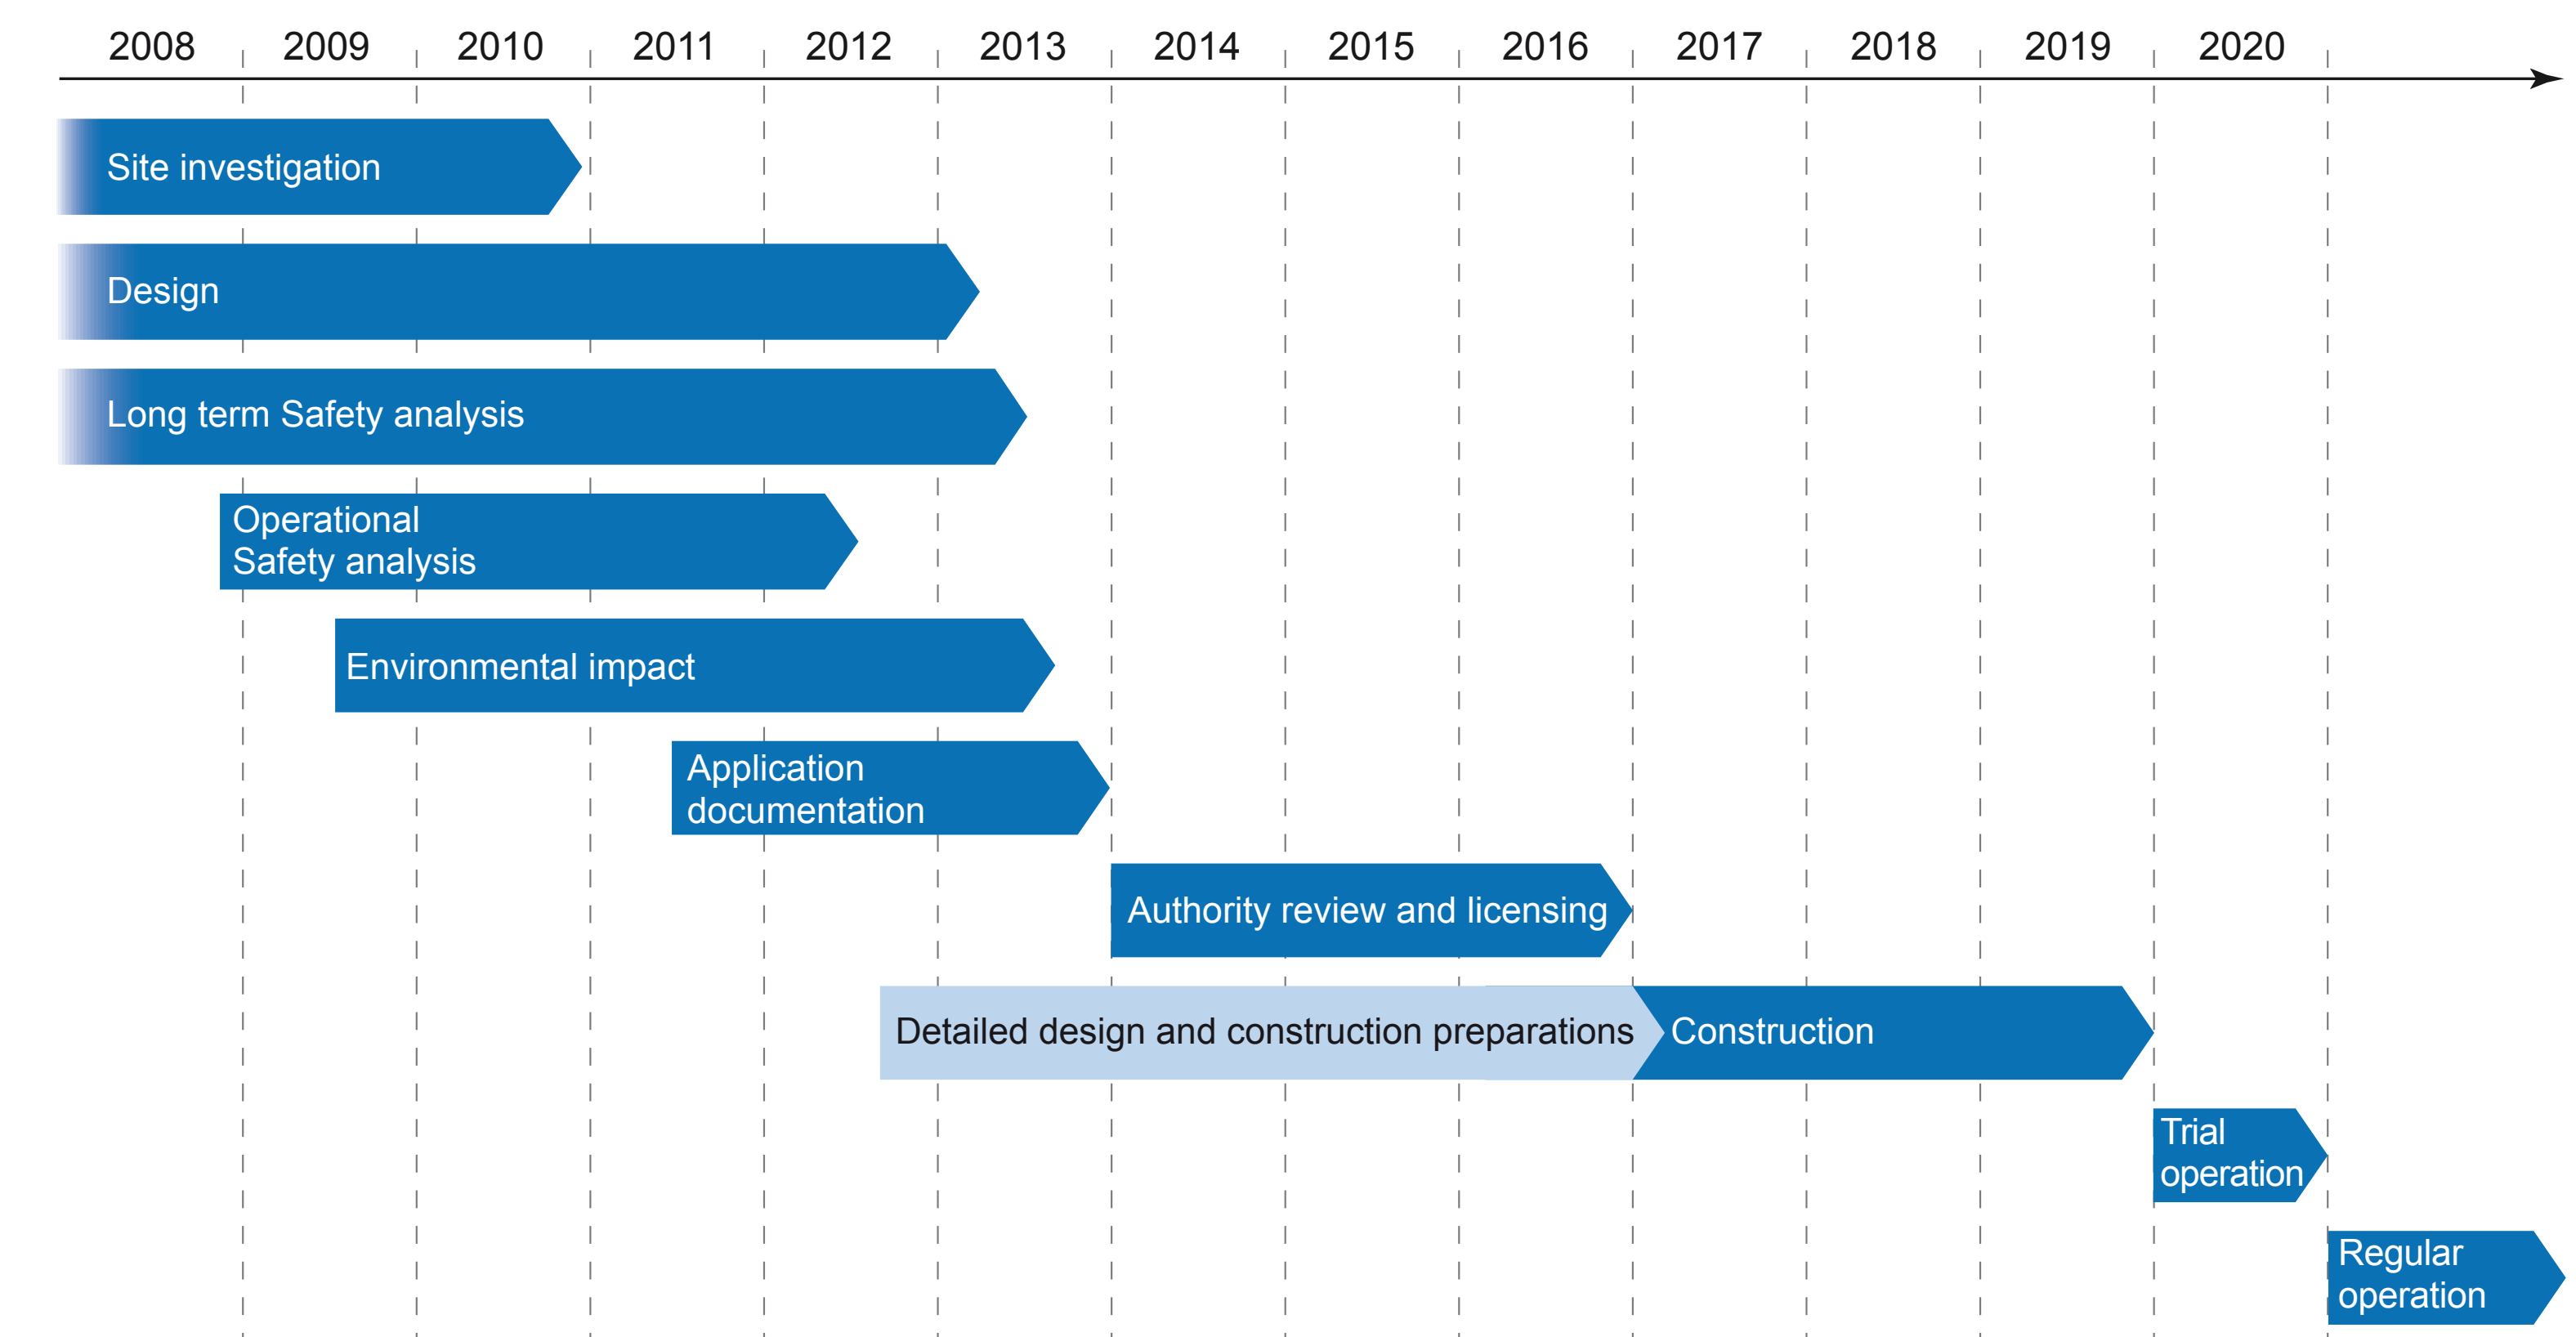 2008 2009 2010 2011 2012 2013 2014 2015 2016 2017 2018 2019 2020
Site investigation
Design
Long term Safety analysis
Operational
Safety analysis
Environmental impact
Application
documentation
Authority review and licensing
Detailed design and construction preparations Construction
Trial
operation
Regular
operation